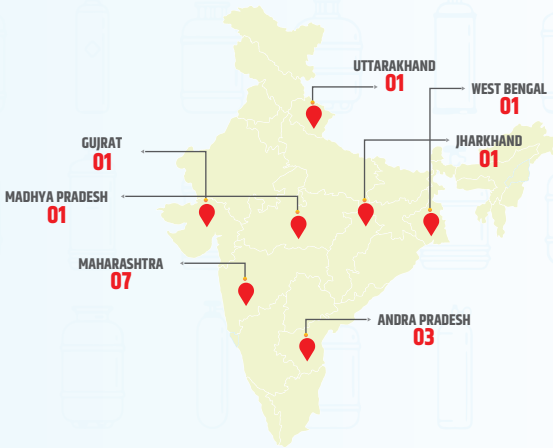 UTTARAKHAND
01
WEST BENGAL
01
GUJRAT
01
JHARKHAND
01
MADHYA PRADESH
01
MAHARASHTRA
07
ANDRA PRADESH
03